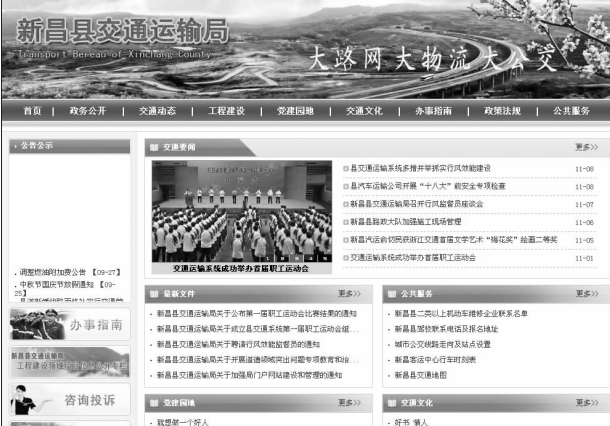 新昌县交通运输局
Transport Bereau of Xinchang County
大路网 大物流 大公交
首页 | 政务公开 | 交通动态 | 工程建设 | 党建园地 | 交通文化 | 办事指南 | 政策法规 | 公共服务
公告公示
调整燃油附加费公告 【09-27】
中秋节国庆节放假通知 【09-25】
办事指南
新昌县交通运输局
咨询投诉
交通要闻 更多>>
交通运输系统成功举办首届职工运动会
县交通运输系统多措并举抓实行风效能建设 11-08
县汽车运输公司开展“十八大”前安全专项检查 11-08
新昌县交通运输局召开行风监督员座谈会 11-07
新昌县路政大队加强施工现场管理 11-06
新昌汽运俞切民获浙江交通首届文学艺术“梅花奖”绘画二等奖 11-05
交通运输系统成功举办首届职工运动会 11-01
最新文件 更多>>
新昌县交通运输局关于公布第一届职工运动会比赛结果的通知
新昌县交通运输局关于成立县交通系统第一届职工运动会组...
新昌县交通运输局关于聘请行风效能监督员的通知
新昌县交通运输局关于开展道德领域突出问题专项教育和治...
新昌县交通运输局关于加强局门户网站建设和管理的通知
公共服务 更多>>
新昌县二类以上机动车维修企业联系名单
新昌县驾校联系电话及报名地址
城市公交线路走向及站点设置
新昌客运中心行车时刻表
新昌县交通地图
党建园地 更多>>
就想做一个好人
交通文化 更多>>
好书 情人